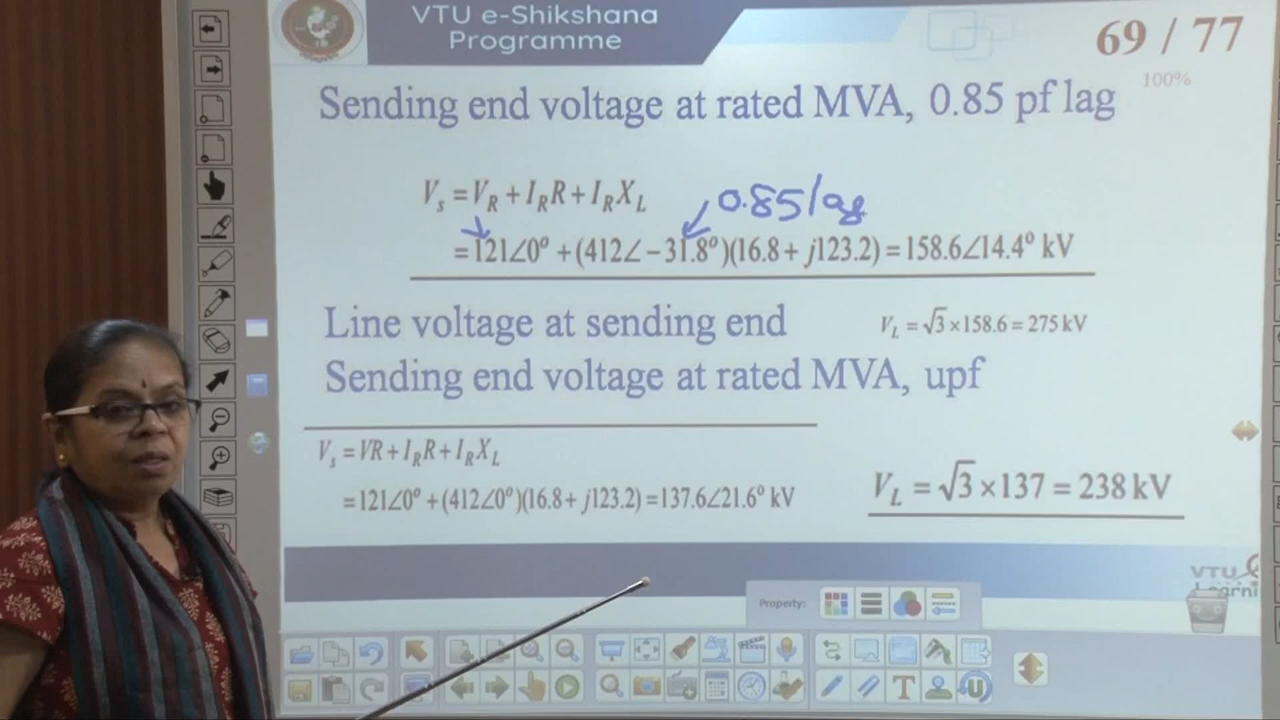 VTU e-Shikshana
Programme
69 / 77
100%
Sending end voltage at rated MVA, 0.85 pf lag
V_s = V_R + I_R R + I_R X_L
0.85 lag
= 121∠0° + (412∠−31.8°)(16.8 + j123.2) = 158.6∠14.4° kV
Line voltage at sending end
V_L = √3 × 158.6 = 275 kV
Sending end voltage at rated MVA, upf
V_s = VR + I_R R + I_R X_L
= 121∠0° + (412∠0°)(16.8 + j123.2) = 137.6∠21.6° kV
V_L = √3 × 137 = 238 kV
VTU
Property: